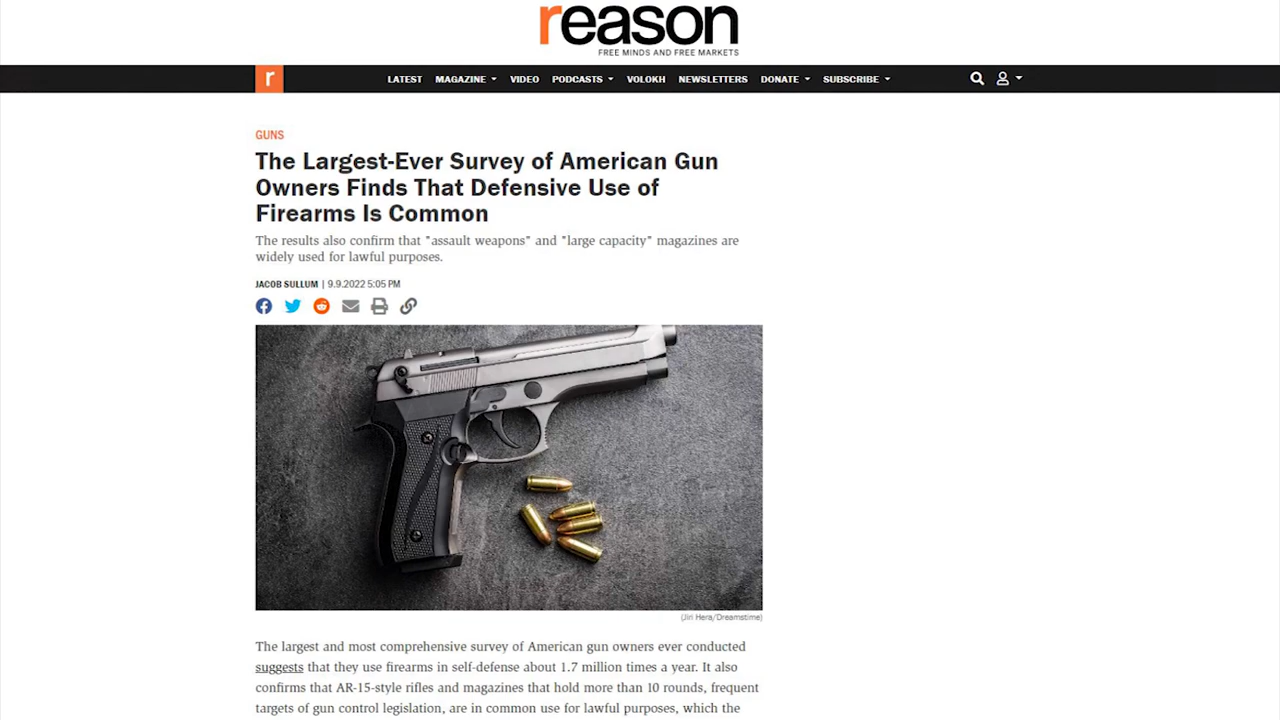 reason
FREE MINDS AND FREE MARKETS
r LATEST MAGAZINE VIDEO PODCASTS VOLOKH NEWSLETTERS DONATE SUBSCRIBE
GUNS
The Largest-Ever Survey of American Gun
Owners Finds That Defensive Use of
Firearms Is Common
The results also confirm that "assault weapons" and "large capacity" magazines are
widely used for lawful purposes.
JACOB SULLUM | 9.9.2022 5:05 PM
(Jiri Hera/Dreamstime)
The largest and most comprehensive survey of American gun owners ever conducted
suggests that they use firearms in self-defense about 1.7 million times a year. It also
confirms that AR-15-style rifles and magazines that hold more than 10 rounds, frequent
targets of gun control legislation, are in common use for lawful purposes, which the